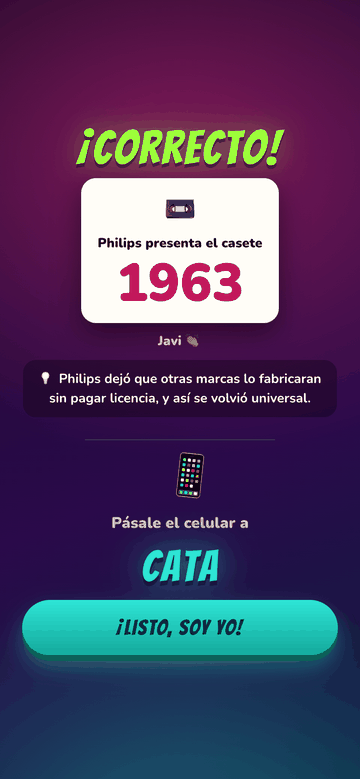 ¡CORRECTO!
Philips presenta el casete
1963
Javi
Philips dejó que otras marcas lo fabricaran
sin pagar licencia, y así se volvió universal.
Pásale el celular a
CATA
¡LISTO, SOY YO!